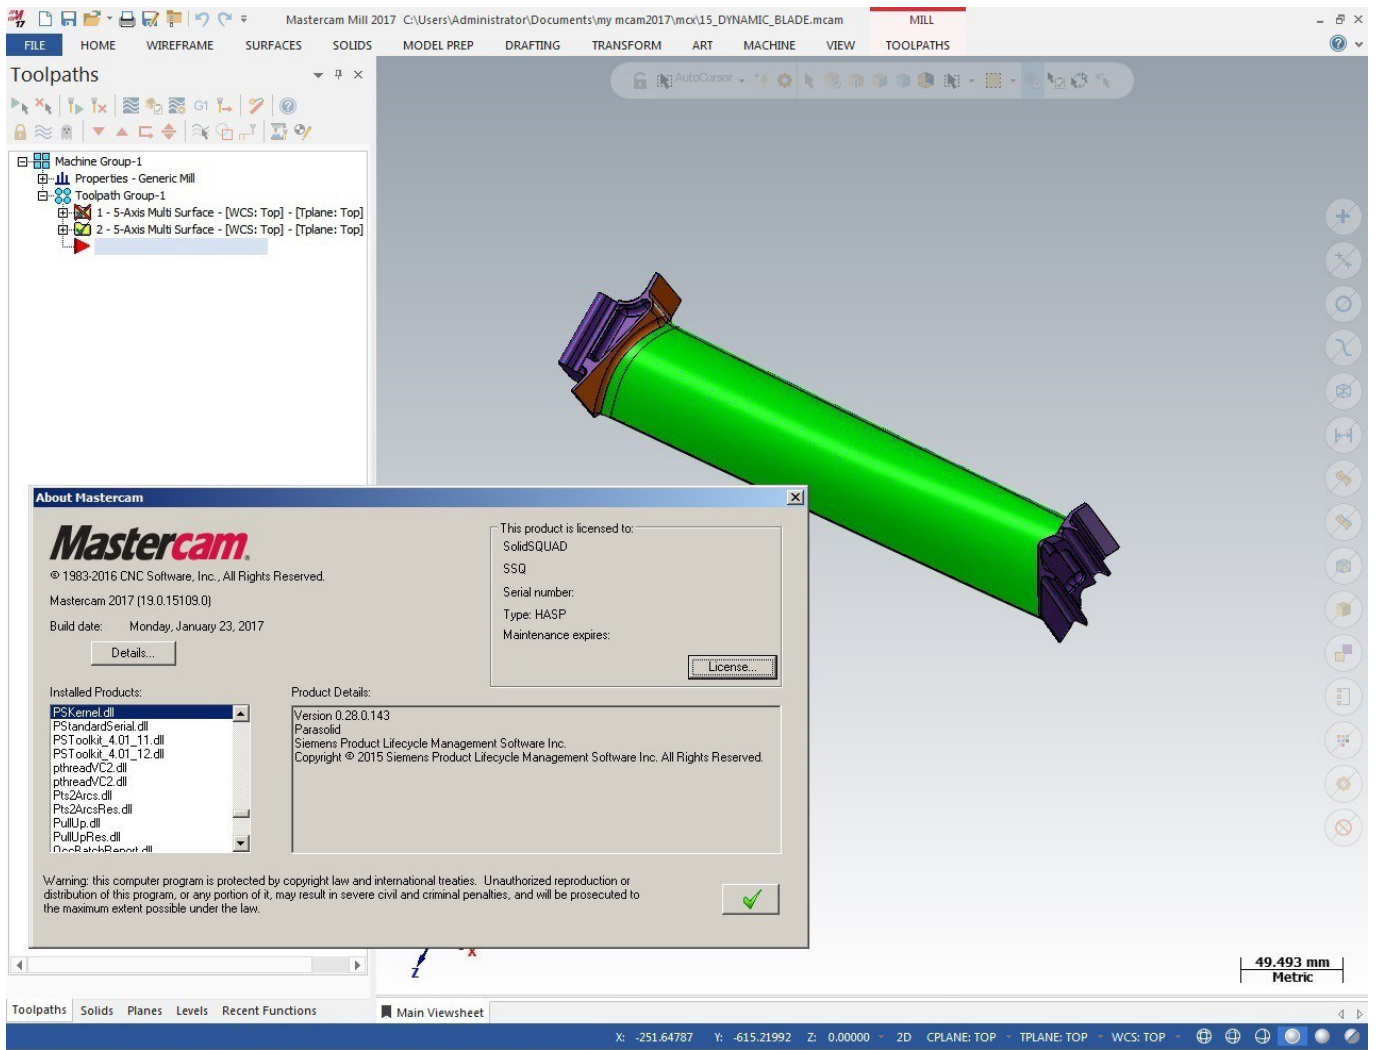 17
Mastercam Mill 2017 C:\Users\Administrator\Documents\my mcam2017\mcx\15_DYNAMIC_BLADE.mcam
MILL
FILE HOME WIREFRAME SURFACES SOLIDS MODEL PREP DRAFTING TRANSFORM ART MACHINE VIEW TOOLPATHS
Toolpaths
AutoCursor
G1
Machine Group-1
Properties - Generic Mill
Toolpath Group-1
1 - 5-Axis Multi Surface - [WCS: Top] - [Tplane: Top]
2 - 5-Axis Multi Surface - [WCS: Top] - [Tplane: Top]
About Mastercam
Mastercam.
© 1983-2016 CNC Software, Inc., All Rights Reserved.
Mastercam 2017 (19.0.15109.0)
Build date: Monday, January 23, 2017
Details...
This product is licensed to:
SolidSQUAD
SSQ
Serial number:
Type: HASP
Maintenance expires:
License...
Installed Products:
PSKernel.dll
PStandardSerial.dll
PSToolkit_4.01_11.dll
PSToolkit_4.01_12.dll
pthreadVC2.dll
pthreadVC2.dll
Pts2Arcs.dll
Pts2ArcsRes.dll
PullUp.dll
PullUpRes.dll
QccBatchReport.dll
Product Details:
Version 0.28.0.143
Parasolid
Siemens Product Lifecycle Management Software Inc.
Copyright © 2015 Siemens Product Lifecycle Management Software Inc. All Rights Reserved.
Warning: this computer program is protected by copyright law and international treaties. Unauthorized reproduction or
distribution of this program, or any portion of it, may result in severe civil and criminal penalties, and will be prosecuted to
the maximum extent possible under the law.
X
Z
49.493 mm
Metric
Toolpaths Solids Planes Levels Recent Functions
Main Viewsheet
X: -251.64787 Y: -615.21992 Z: 0.00000 2D CPLANE: TOP TPLANE: TOP WCS: TOP